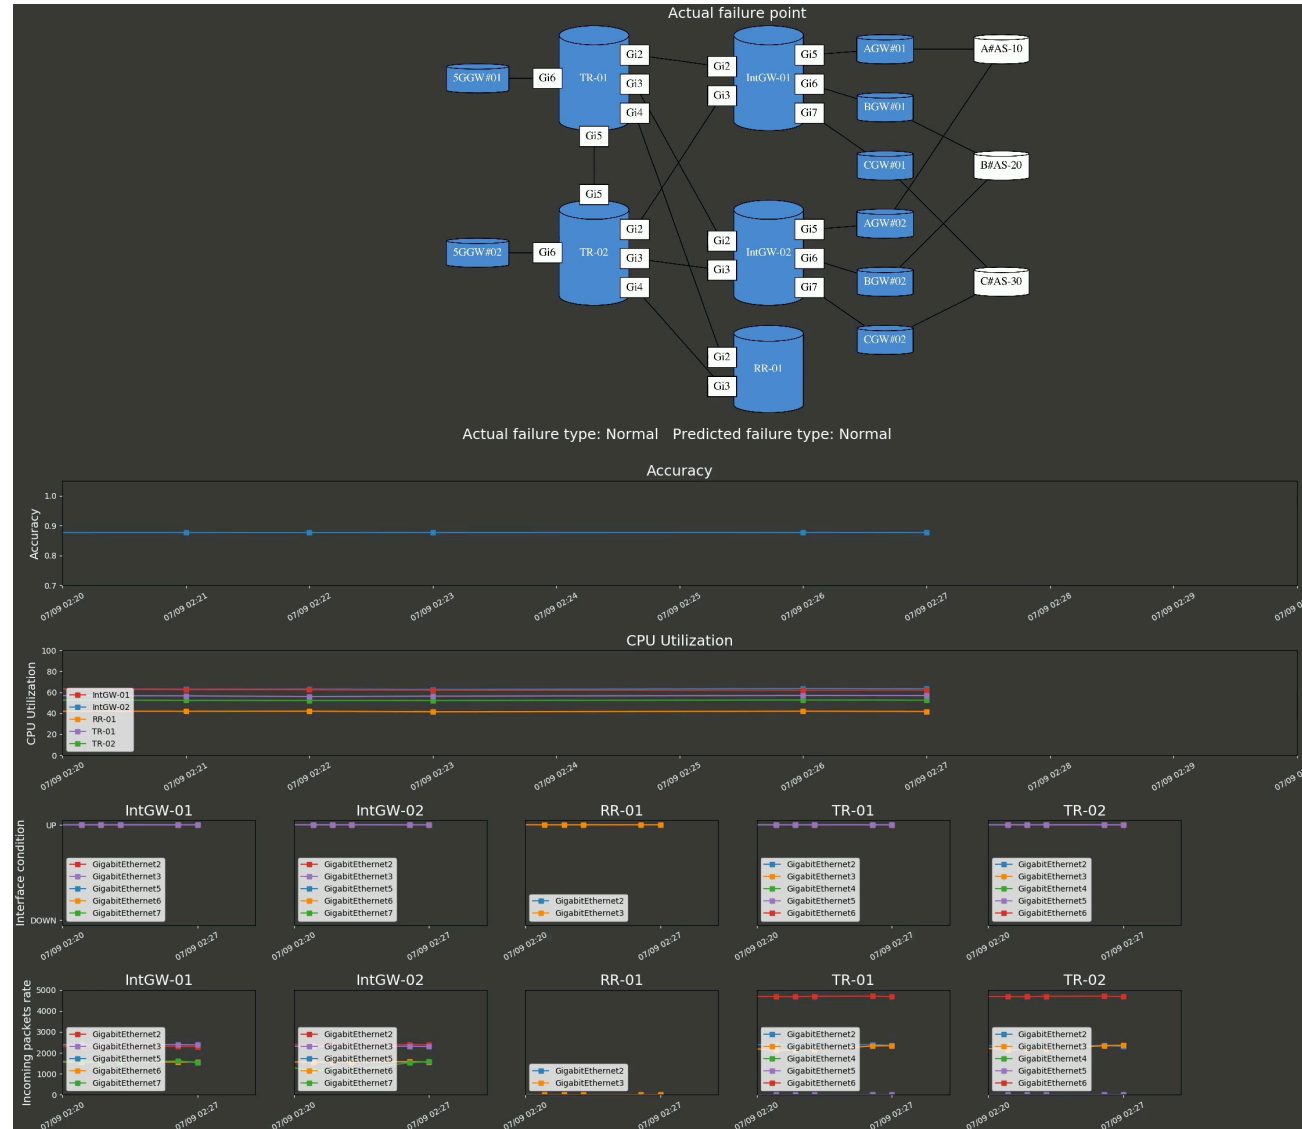 Actual failure point
Gi2 Gi5 AGW#01 A#AS-10
5GGW#01 Gi6 TR-01 Gi3 Gi2 IntGW-01 Gi6
Gi4 Gi3 Gi7 BGW#01
Gi5 CGW#01 B#AS-20
Gi5
Gi2 Gi5 AGW#02
5GGW#02 Gi6 TR-02 Gi3 Gi2 IntGW-02 Gi6
Gi4 Gi3 Gi7 BGW#02 C#AS-30
CGW#02
Gi2 RR-01
Gi3
Actual failure type: Normal Predicted failure type: Normal
Accuracy
Accuracy
1.0
0.9
0.8
0.7
07/09 02:20 07/09 02:21 07/09 02:22 07/09 02:23 07/09 02:24 07/09 02:25 07/09 02:26 07/09 02:27 07/09 02:28 07/09 02:29 07/09 0
CPU Utilization
CPU Utilization
100
80
60
40
20
0
IntGW-01
IntGW-02
RR-01
TR-01
TR-02
07/09 02:20 07/09 02:21 07/09 02:22 07/09 02:23 07/09 02:24 07/09 02:25 07/09 02:26 07/09 02:27 07/09 02:28 07/09 02:29 07/09 0
Interface condition
UP
DOWN
IntGW-01
GigabitEthernet2
GigabitEthernet3
GigabitEthernet5
GigabitEthernet6
GigabitEthernet7
07/09 02:20 07/09 02:27
IntGW-02
GigabitEthernet2
GigabitEthernet3
GigabitEthernet5
GigabitEthernet6
GigabitEthernet7
07/09 02:20 07/09 02:27
RR-01
GigabitEthernet2
GigabitEthernet3
07/09 02:20 07/09 02:27
TR-01
GigabitEthernet2
GigabitEthernet3
GigabitEthernet4
GigabitEthernet5
GigabitEthernet6
07/09 02:20 07/09 02:27
TR-02
GigabitEthernet2
GigabitEthernet3
GigabitEthernet4
GigabitEthernet5
GigabitEthernet6
07/09 02:20 07/09 02:27
Incoming packets rate
5000
4000
3000
2000
1000
0
IntGW-01
GigabitEthernet2
GigabitEthernet3
GigabitEthernet5
GigabitEthernet6
GigabitEthernet7
07/09 02:20 07/09 02:27
IntGW-02
GigabitEthernet2
GigabitEthernet3
GigabitEthernet5
GigabitEthernet6
GigabitEthernet7
07/09 02:20 07/09 02:27
RR-01
GigabitEthernet2
GigabitEthernet3
07/09 02:20 07/09 02:27
TR-01
GigabitEthernet2
GigabitEthernet3
GigabitEthernet4
GigabitEthernet5
GigabitEthernet6
07/09 02:20 07/09 02:27
TR-02
GigabitEthernet2
GigabitEthernet3
GigabitEthernet4
GigabitEthernet5
GigabitEthernet6
07/09 02:20 07/09 02:27